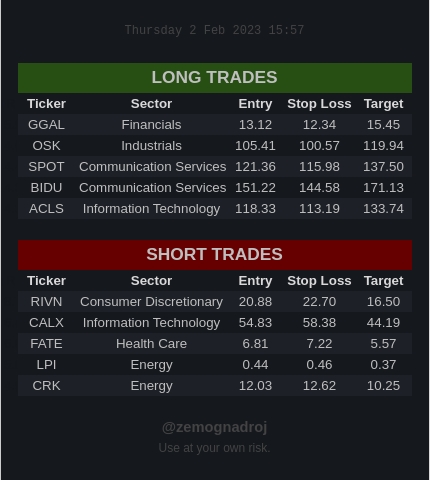 Thursday 2 Feb 2023 15:57
LONG TRADES
Ticker Sector Entry Stop Loss Target
GGAL Financials 13.12 12.34 15.45
OSK Industrials 105.41 100.57 119.94
SPOT Communication Services 121.36 115.98 137.50
BIDU Communication Services 151.22 144.58 171.13
ACLS Information Technology 118.33 113.19 133.74
SHORT TRADES
Ticker Sector Entry Stop Loss Target
RIVN Consumer Discretionary 20.88 22.70 16.50
CALX Information Technology 54.83 58.38 44.19
FATE Health Care 6.81 7.22 5.57
LPI Energy 0.44 0.46 0.37
CRK Energy 12.03 12.62 10.25
@zemognadroj
Use at your own risk.